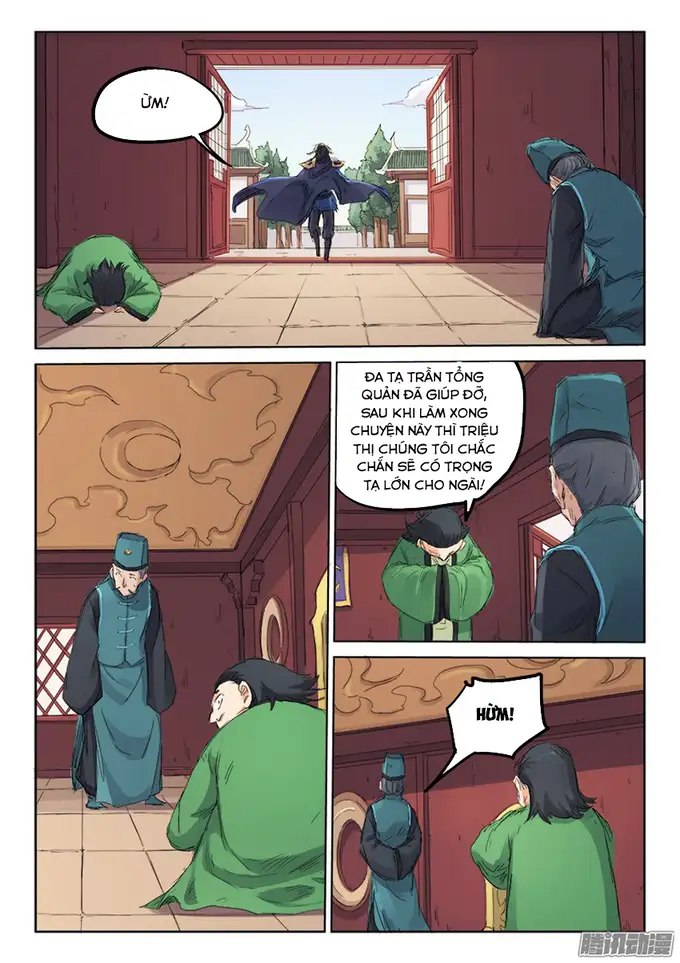 ỪM!
ĐA TẠ TRẦN TỔNG
QUẢN ĐÃ GIÚP ĐỠ,
SAU KHI LÀM XONG
CHUYỆN NÀY THÌ TRIỆU
THỊ CHÚNG TÔI CHẮC
CHẮN SẼ CÓ TRỌNG
TẠ LỚN CHO NGÀI!
HỪM!
腾讯动漫